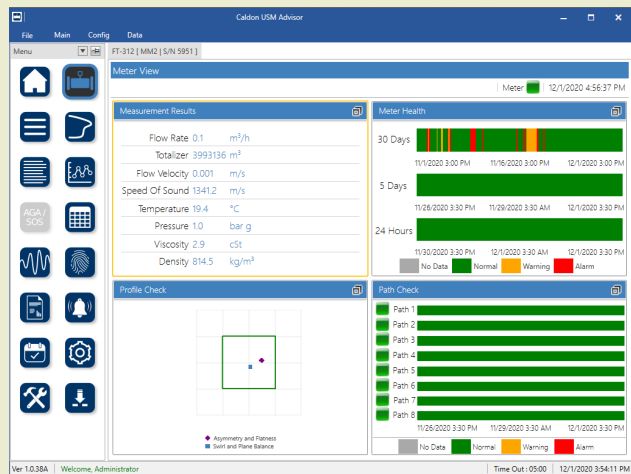 Caldon USM Advisor
File Main Config Data
Menu
FT-312 [ MM2 | S/N 5951 ]
Meter View
Meter 12/1/2020 4:56:37 PM
Measurement Results
Flow Rate 0.1 m³/h
Totalizer 3993136 m³
Flow Velocity 0.001 m/s
Speed Of Sound 1341.2 m/s
Temperature 19.4 °C
Pressure 1.0 bar g
Viscosity 2.9 cSt
Density 814.5 kg/m³
Meter Health
30 Days
11/1/2020 3:00 PM 11/16/2020 3:00 PM 12/1/2020 3:00 PM
5 Days
11/26/2020 3:30 PM 11/29/2020 3:30 AM 12/1/2020 3:30 PM
24 Hours
11/30/2020 3:30 PM 12/1/2020 3:30 AM 12/1/2020 3:30 PM
No Data Normal Warning Alarm
AGA /
SOS
Profile Check
Asymmetry and Flatness
Swirl and Plane Balance
Path Check
Path 1
Path 2
Path 3
Path 4
Path 5
Path 6
Path 7
Path 8
11/26/2020 3:30 PM 11/29/2020 3:30 AM 12/1/2020 3:30 PM
No Data Normal Warning Alarm
Ver 1.0.38A Welcome, Administrator
Time Out : 05:00 12/1/2020 3:54:11 PM